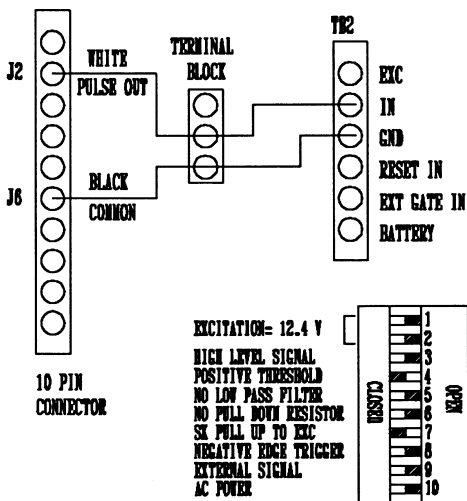 J2
WHITE
PULSE OUT
J6
BLACK
COMMON
10 PIN
CONNECTOR
TERMINAL
BLOCK
TB2
EXC
IN
GND
RESET IN
EXT GATE IN
BATTERY
EXCITATION= 12.4 V
HIGH LEVEL SIGNAL
POSITIVE THRESHOLD
NO LOW PASS FILTER
NO PULL DOWN RESISTOR
5K PULL UP TO EXC
NEGATIVE EDGE TRIGGER
EXTERNAL SIGNAL
AC POWER
CLOSED
1
2
3
4
5
6
7
8
9
10
OPEN